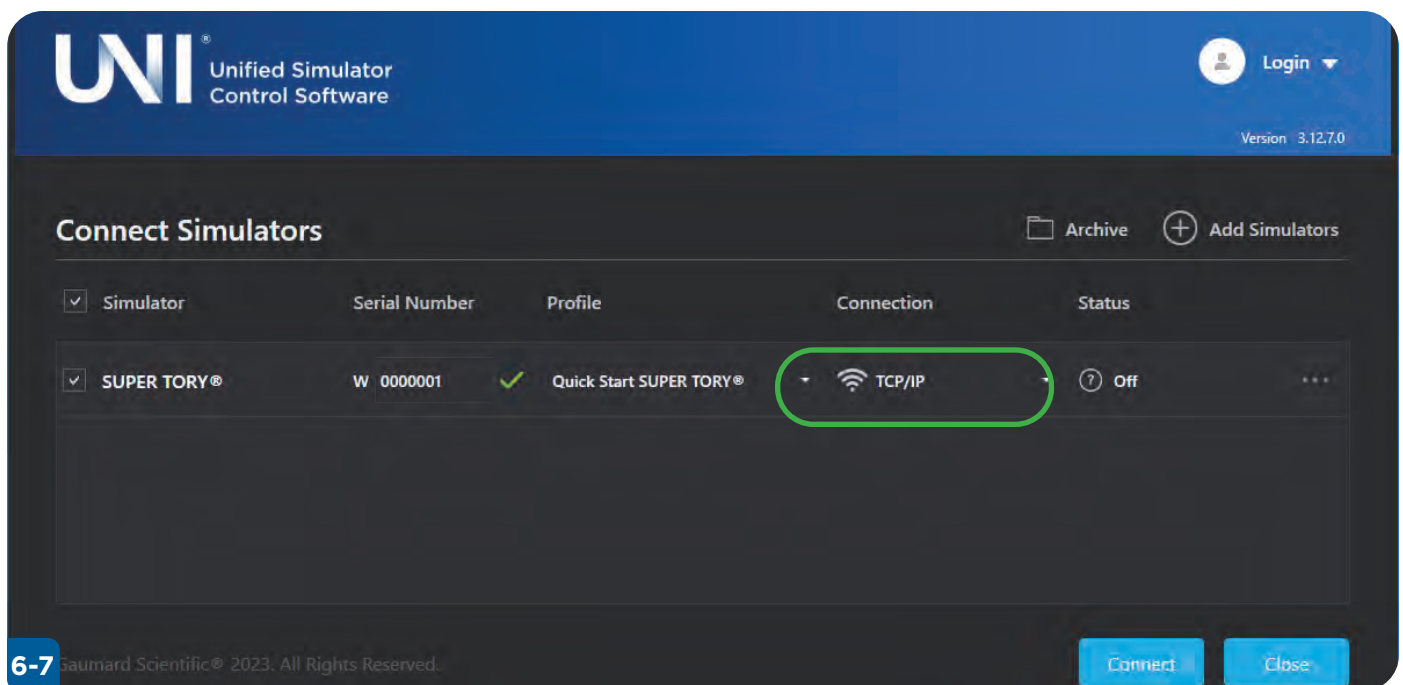 UNI®
Unified Simulator
Control Software
Login
Version 3.12.7.0
Connect Simulators
Archive
Add Simulators
Simulator Serial Number Profile Connection Status
SUPER TORY® W 0000001 Quick Start SUPER TORY® TCP/IP ? Off ...
6-7
Gaumard Scientific® 2023. All Rights Reserved.
Connect
Close